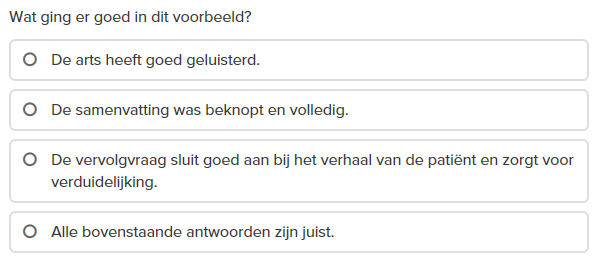 Wat ging er goed in dit voorbeeld?
De arts heeft goed geluisterd.
De samenvatting was beknopt en volledig.
De vervolgvraag sluit goed aan bij het verhaal van de patiënt en zorgt voor
verduidelijking.
Alle bovenstaande antwoorden zijn juist.